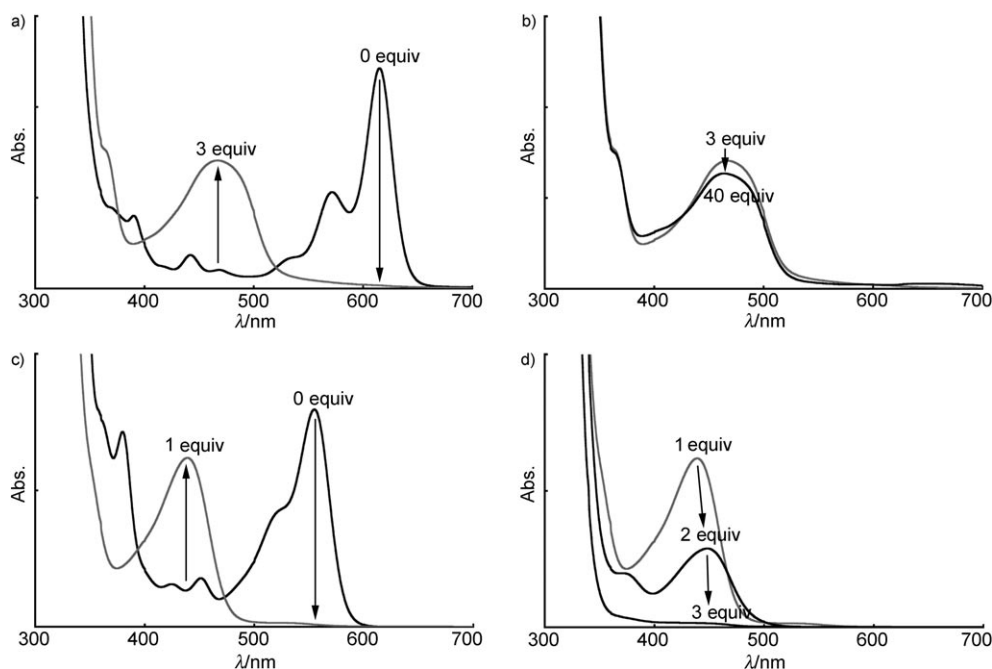 a)
0 equiv
3 equiv
Abs.
300 400 500 600 700
λ/nm
b)
3 equiv
40 equiv
Abs.
300 400 500 600 700
λ/nm
c)
0 equiv
1 equiv
Abs.
300 400 500 600 700
λ/nm
d)
1 equiv
2 equiv
3 equiv
Abs.
300 400 500 600 700
λ/nm